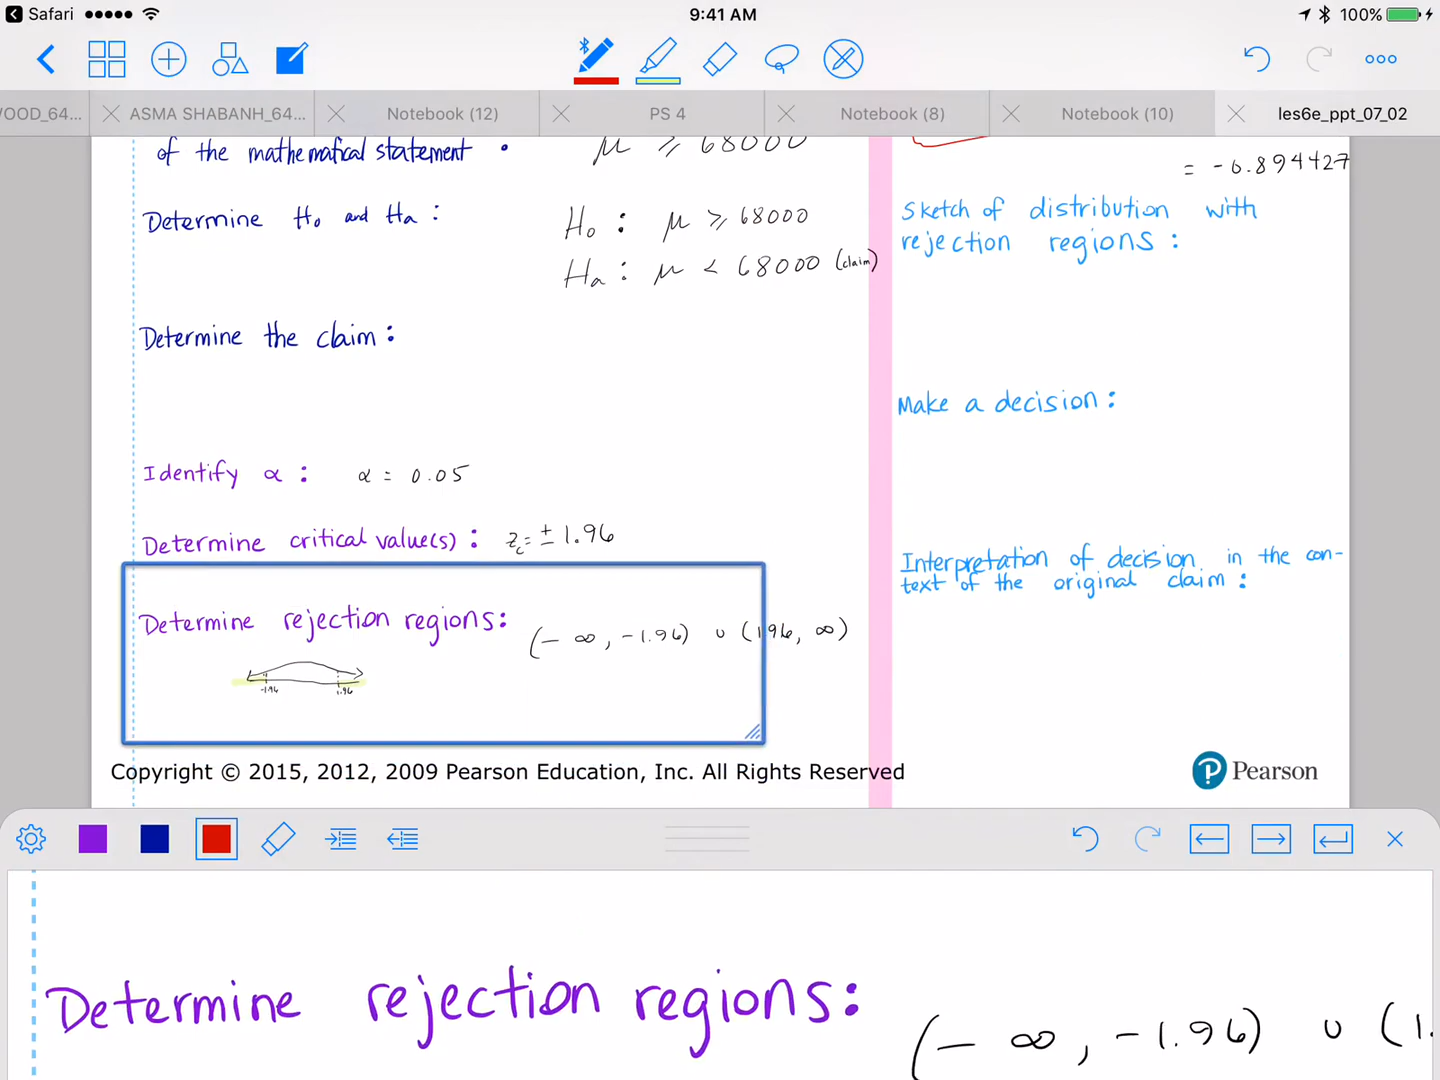 Safari
9:41 AM
100%
WOOD_64...
ASMA SHABANH_64...
Notebook (12)
PS 4
Notebook (8)
Notebook (10)
les6e_ppt_07_02
of the mathematical statement :
μ ≥ 68000
Determine H₀ and Ha :
H₀ : μ ≥ 68000
Ha : μ < 68000 (claim)
Determine the claim :
Identify α : α = 0.05
Determine critical value(s) : zc = ± 1.96
Determine rejection regions: (- ∞, -1.96) ∪ (1.96, ∞)
-1.96 1.96
= -0.894427
Sketch of distribution with
rejection regions :
Make a decision :
Interpretation of decision in the con-
text of the original claim :
Copyright © 2015, 2012, 2009 Pearson Education, Inc. All Rights Reserved
P Pearson
Determine rejection regions: (- ∞, -1.96) ∪ (1.